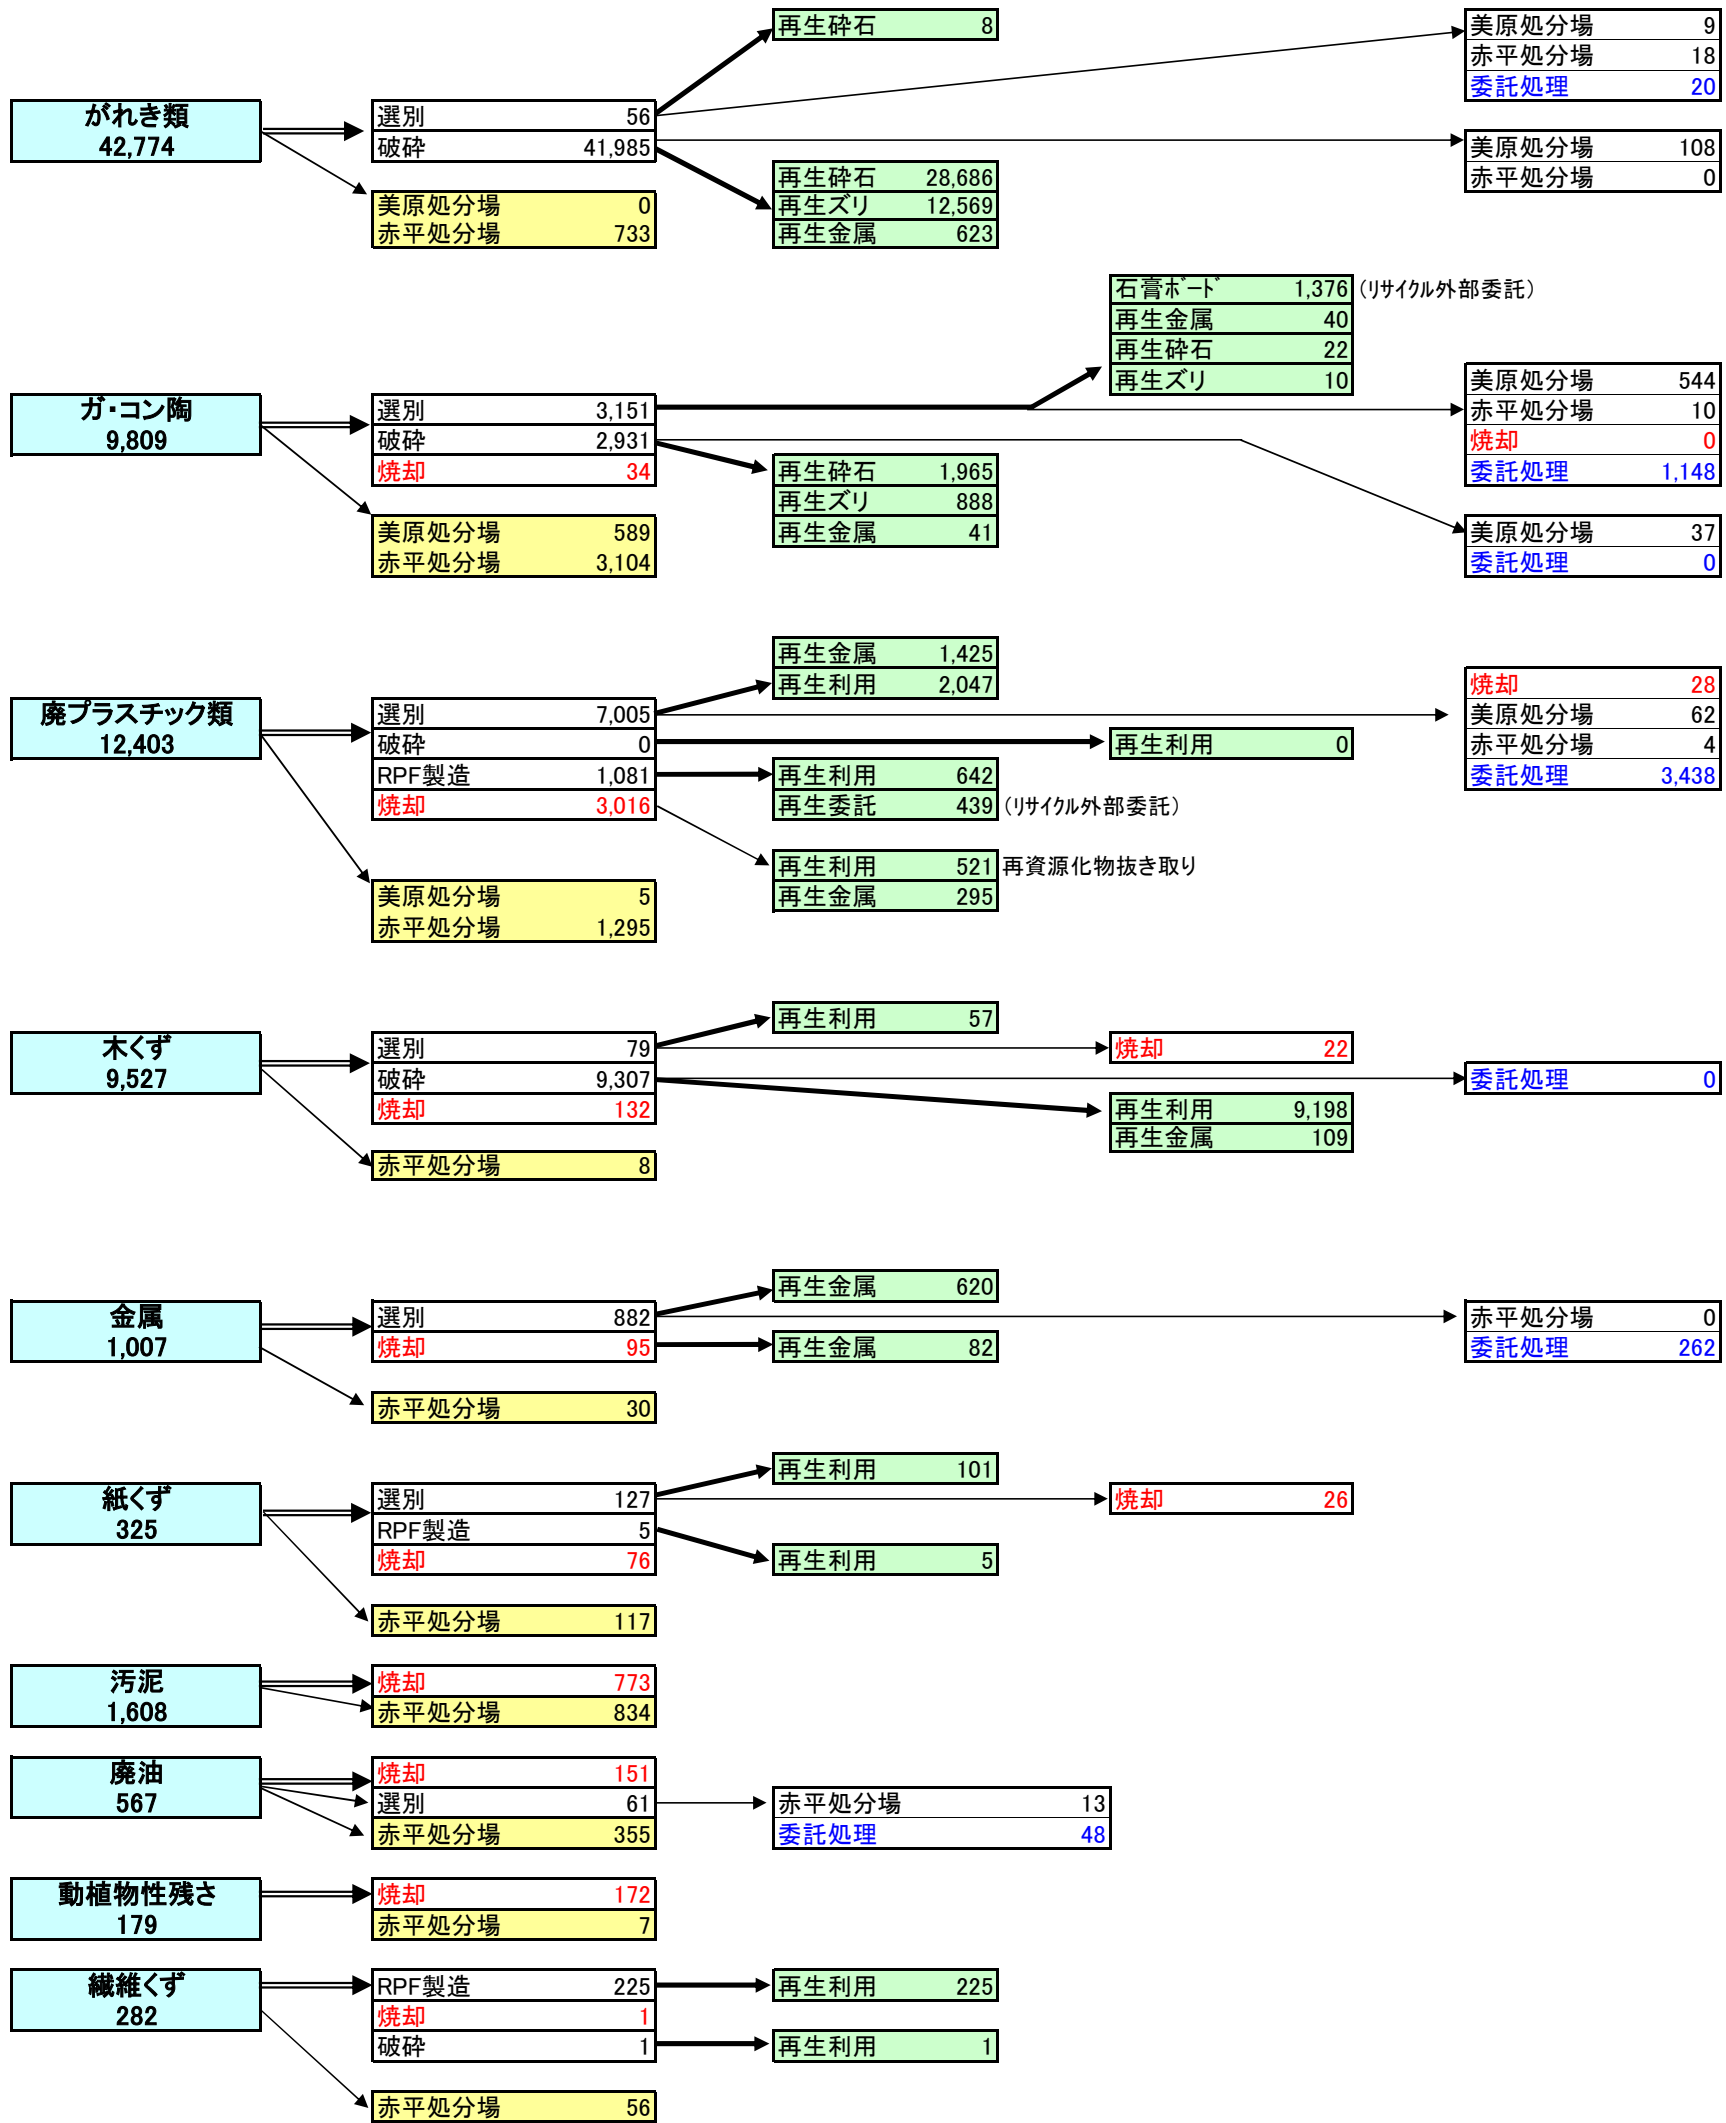 再生砕石 8
美原処分場 9
赤平処分場 18
委託処理 20
がれき類
42,774
選別 56
破砕 41,985
美原処分場 108
赤平処分場 0
再生砕石 28,686
再生ズリ 12,569
再生金属 623
美原処分場 0
赤平処分場 733
石膏ボード 1,376 (リサイクル外部委託)
再生金属 40
再生砕石 22
再生ズリ 10
ガ・コン陶
9,809
選別 3,151
破砕 2,931
焼却 34
美原処分場 544
赤平処分場 10
焼却 0
委託処理 1,148
再生砕石 1,965
再生ズリ 888
再生金属 41
美原処分場 589
赤平処分場 3,104
美原処分場 37
委託処理 0
再生金属 1,425
再生利用 2,047
廃プラスチック類
12,403
選別 7,005
破砕 0
RPF製造 1,081
焼却 3,016
再生利用 0
焼却 28
美原処分場 62
赤平処分場 4
委託処理 3,438
再生利用 642
再生委託 439 (リサイクル外部委託)
再生利用 521 再資源化物抜き取り
再生金属 295
美原処分場 5
赤平処分場 1,295
再生利用 57
木くず
9,527
選別 79
破砕 9,307
焼却 132
焼却 22
委託処理 0
再生利用 9,198
再生金属 109
赤平処分場 8
再生金属 620
金属
1,007
選別 882
焼却 95
再生金属 82
赤平処分場 0
委託処理 262
赤平処分場 30
再生利用 101
紙くず
325
選別 127
RPF製造 5
焼却 76
焼却 26
再生利用 5
赤平処分場 117
汚泥
1,608
焼却 773
赤平処分場 834
廃油
567
焼却 151
選別 61
赤平処分場 355
赤平処分場 13
委託処理 48
動植物性残さ
179
焼却 172
赤平処分場 7
繊維くず
282
RPF製造 225
焼却 1
破砕 1
再生利用 225
再生利用 1
赤平処分場 56